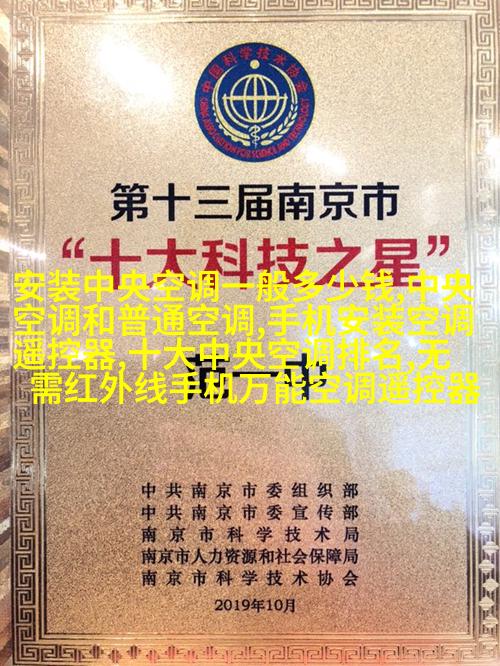 中国科学技术协会
CHINA ASSOCIATION FOR SCIENCE AND TECHNOLOGY
第十三届南京市
“十大科技之星”
安装中央空调一般多少钱,中央
空调和普通空调,手机安装空调
遥控器,十大中央空调排名,无
需红外线手机万能空调遥控器
中共南京市委组织部
中共南京市委宣传部
南京市科学技术局
南京市人力资源和社会保障局
南京市科学技术协会
2019年10月